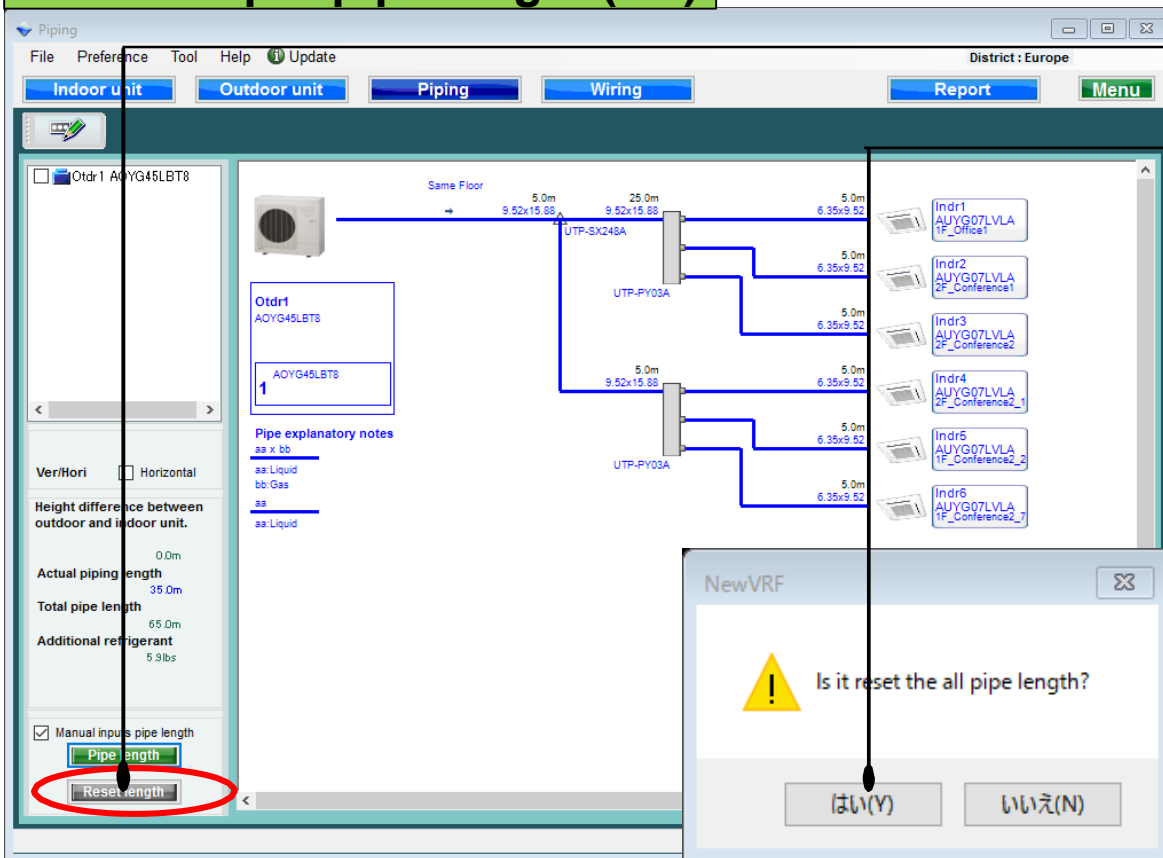 Piping
File Preference Tool Help Update
District : Europe
Indoor unit Outdoor unit Piping Wiring Report Menu
Otdr1 AOYG45LBT8
Same Floor
5.0m
9.52x15.88
25.0m
9.52x15.88
UTP-SX248A
UTP-PY03A
5.0m
6.35x9.52
Indr1
AUYG07LVLA
1F_Office1
5.0m
6.35x9.52
Indr2
AUYG07LVLA
2F_Conference1
5.0m
6.35x9.52
Indr3
AUYG07LVLA
2F_Conference2
5.0m
9.52x15.88
UTP-PY03A
5.0m
6.35x9.52
Indr4
AUYG07LVLA
2F_Conference2_1
5.0m
6.35x9.52
Indr5
AUYG07LVLA
1F_Conference2_2
5.0m
6.35x9.52
Indr6
AUYG07LVLA
1F_Conference2_7
Otdr1
AOYG45LBT8
AOYG45LBT8
1
Pipe explanatory notes
aa x bb
aa:Liquid
bb:Gas
aa
aa:Liquid
Ver/Hori Horizontal
Height difference between
outdoor and indoor unit.
0.0m
Actual piping length
35.0m
Total pipe length
65.0m
Additional refrigerant
5.9lbs
Manual inputs pipe length
Pipe length
Reset length
NewVRF
Is it reset the all pipe length?
はい(Y) いいえ(N)